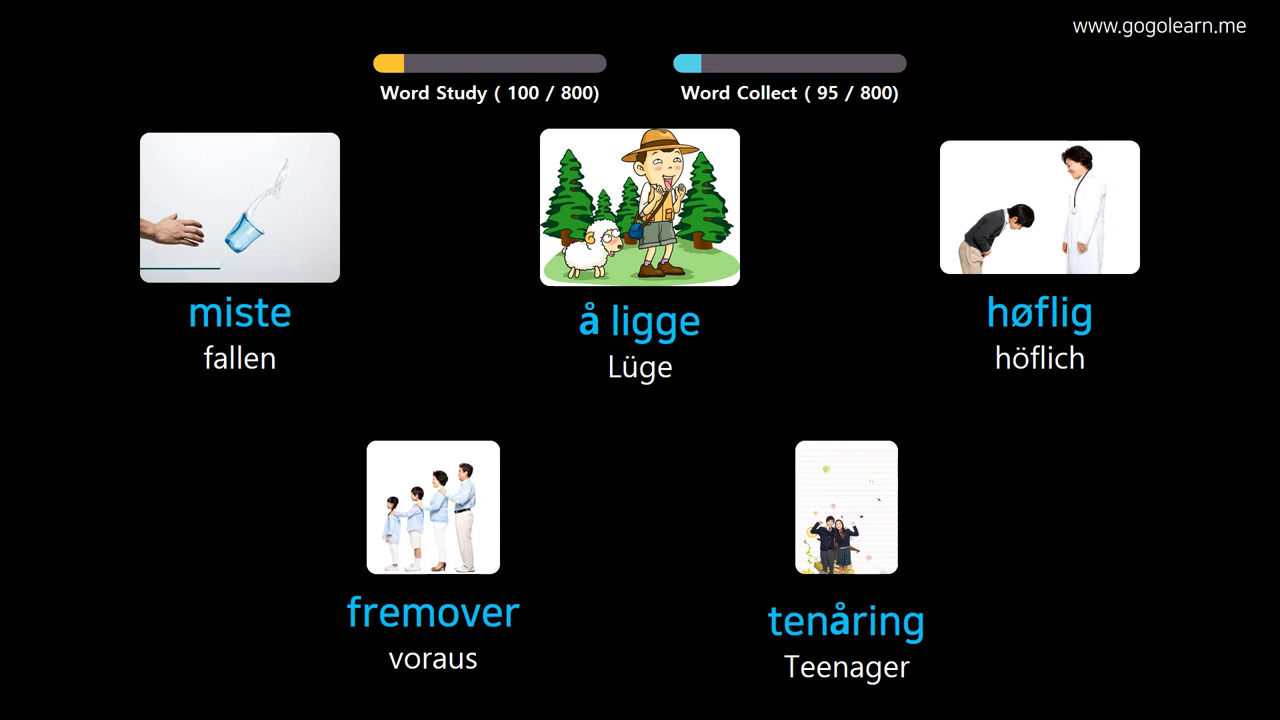 www.gogolearn.me
Word Study ( 100 / 800)
Word Collect ( 95 / 800)
miste
fallen
å ligge
Lüge
høflig
höflich
fremover
voraus
tenåring
Teenager